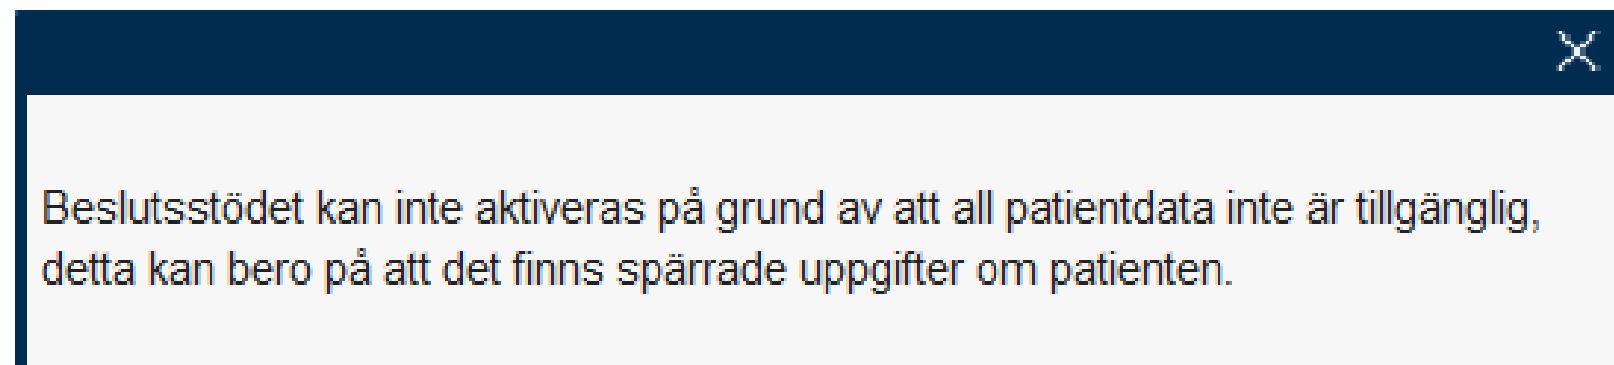 Beslutsstödet kan inte aktiveras på grund av att all patientdata inte är tillgänglig,
detta kan bero på att det finns spärrade uppgifter om patienten.